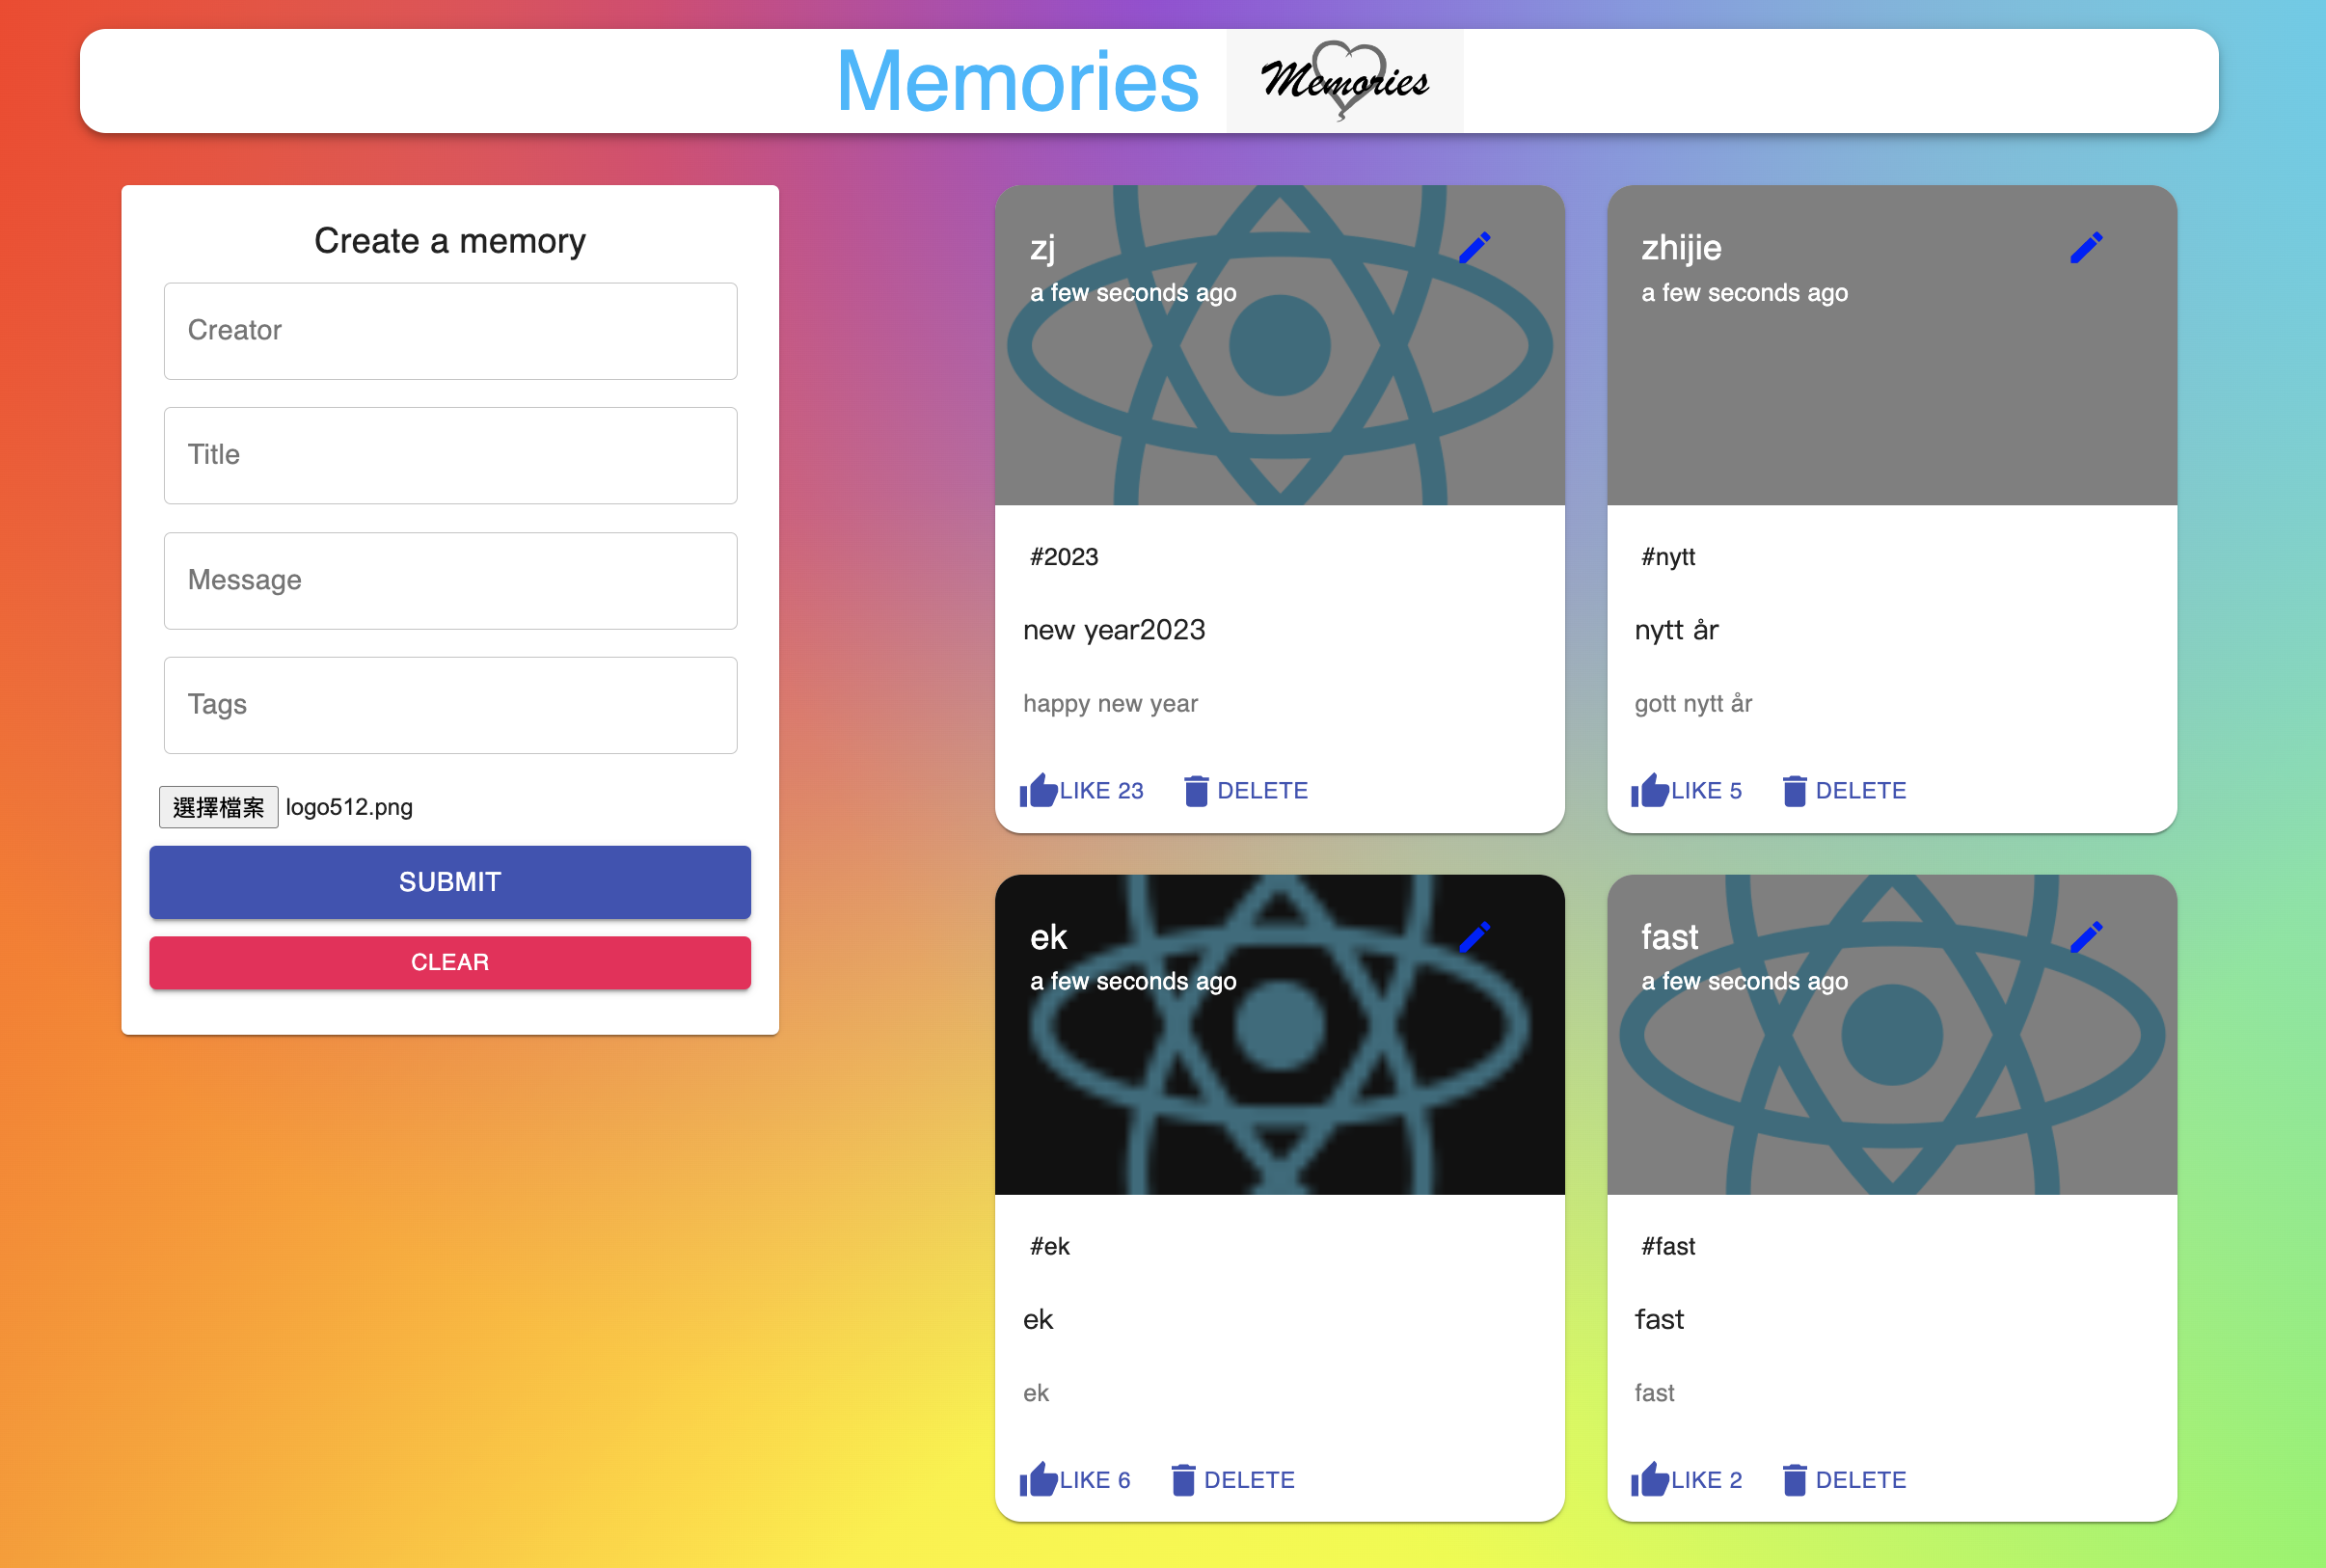 Memories
Memories
Create a memory
Creator
Title
Message
Tags
選擇檔案 logo512.png
SUBMIT
CLEAR
zj
a few seconds ago
#2023
new year2023
happy new year
LIKE 23 DELETE
zhijie
a few seconds ago
#nytt
nytt år
gott nytt år
LIKE 5 DELETE
ek
a few seconds ago
#ek
ek
ek
LIKE 6 DELETE
fast
a few seconds ago
#fast
fast
fast
LIKE 2 DELETE